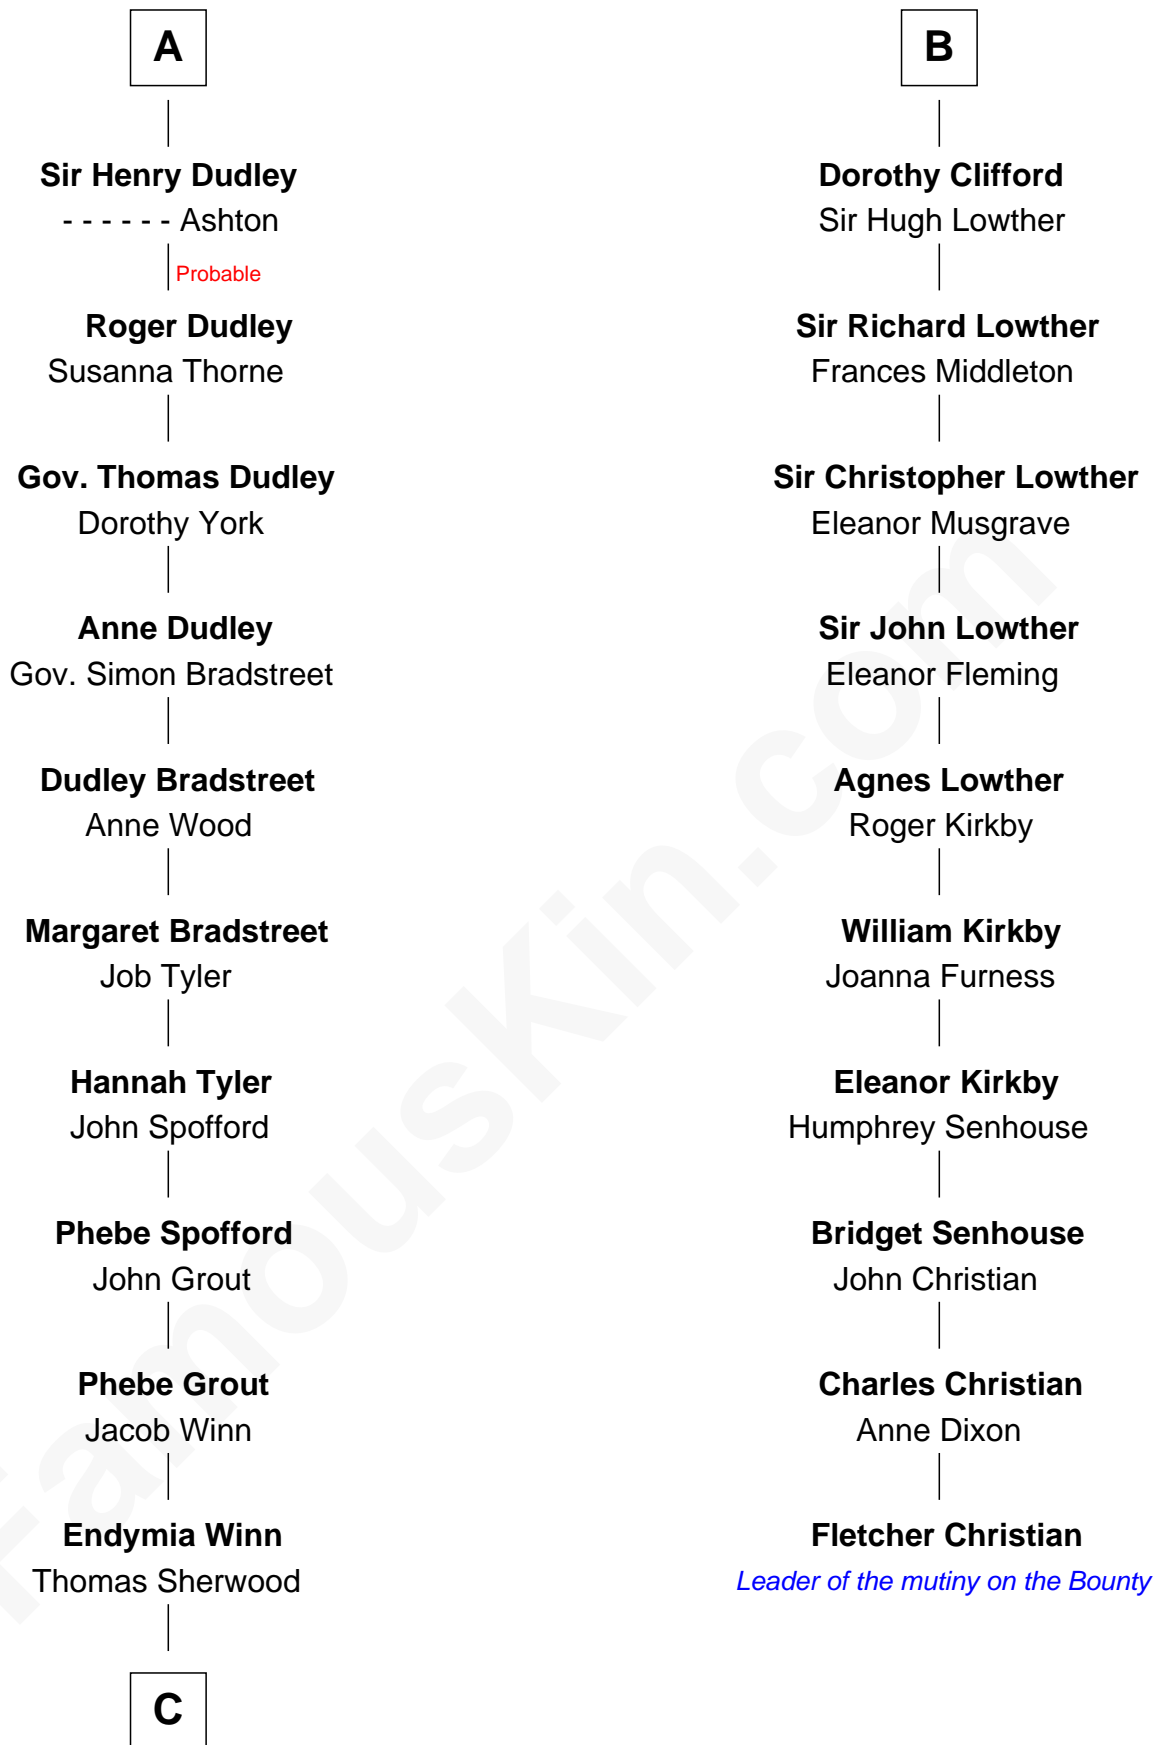 A
Sir Henry Dudley
- - - - - - Ashton
Probable
Roger Dudley
Susanna Thorne
Gov. Thomas Dudley
Dorothy York
Anne Dudley
Gov. Simon Bradstreet
Dudley Bradstreet
Anne Wood
Margaret Bradstreet
Job Tyler
Hannah Tyler
John Spofford
Phebe Spofford
John Grout
Phebe Grout
Jacob Winn
Endymia Winn
Thomas Sherwood
C
B
Dorothy Clifford
Sir Hugh Lowther
Sir Richard Lowther
Frances Middleton
Sir Christopher Lowther
Eleanor Musgrave
Sir John Lowther
Eleanor Fleming
Agnes Lowther
Roger Kirkby
William Kirkby
Joanna Furness
Eleanor Kirkby
Humphrey Senhouse
Bridget Senhouse
John Christian
Charles Christian
Anne Dixon
Fletcher Christian
Leader of the mutiny on the Bounty
FamousKin.com